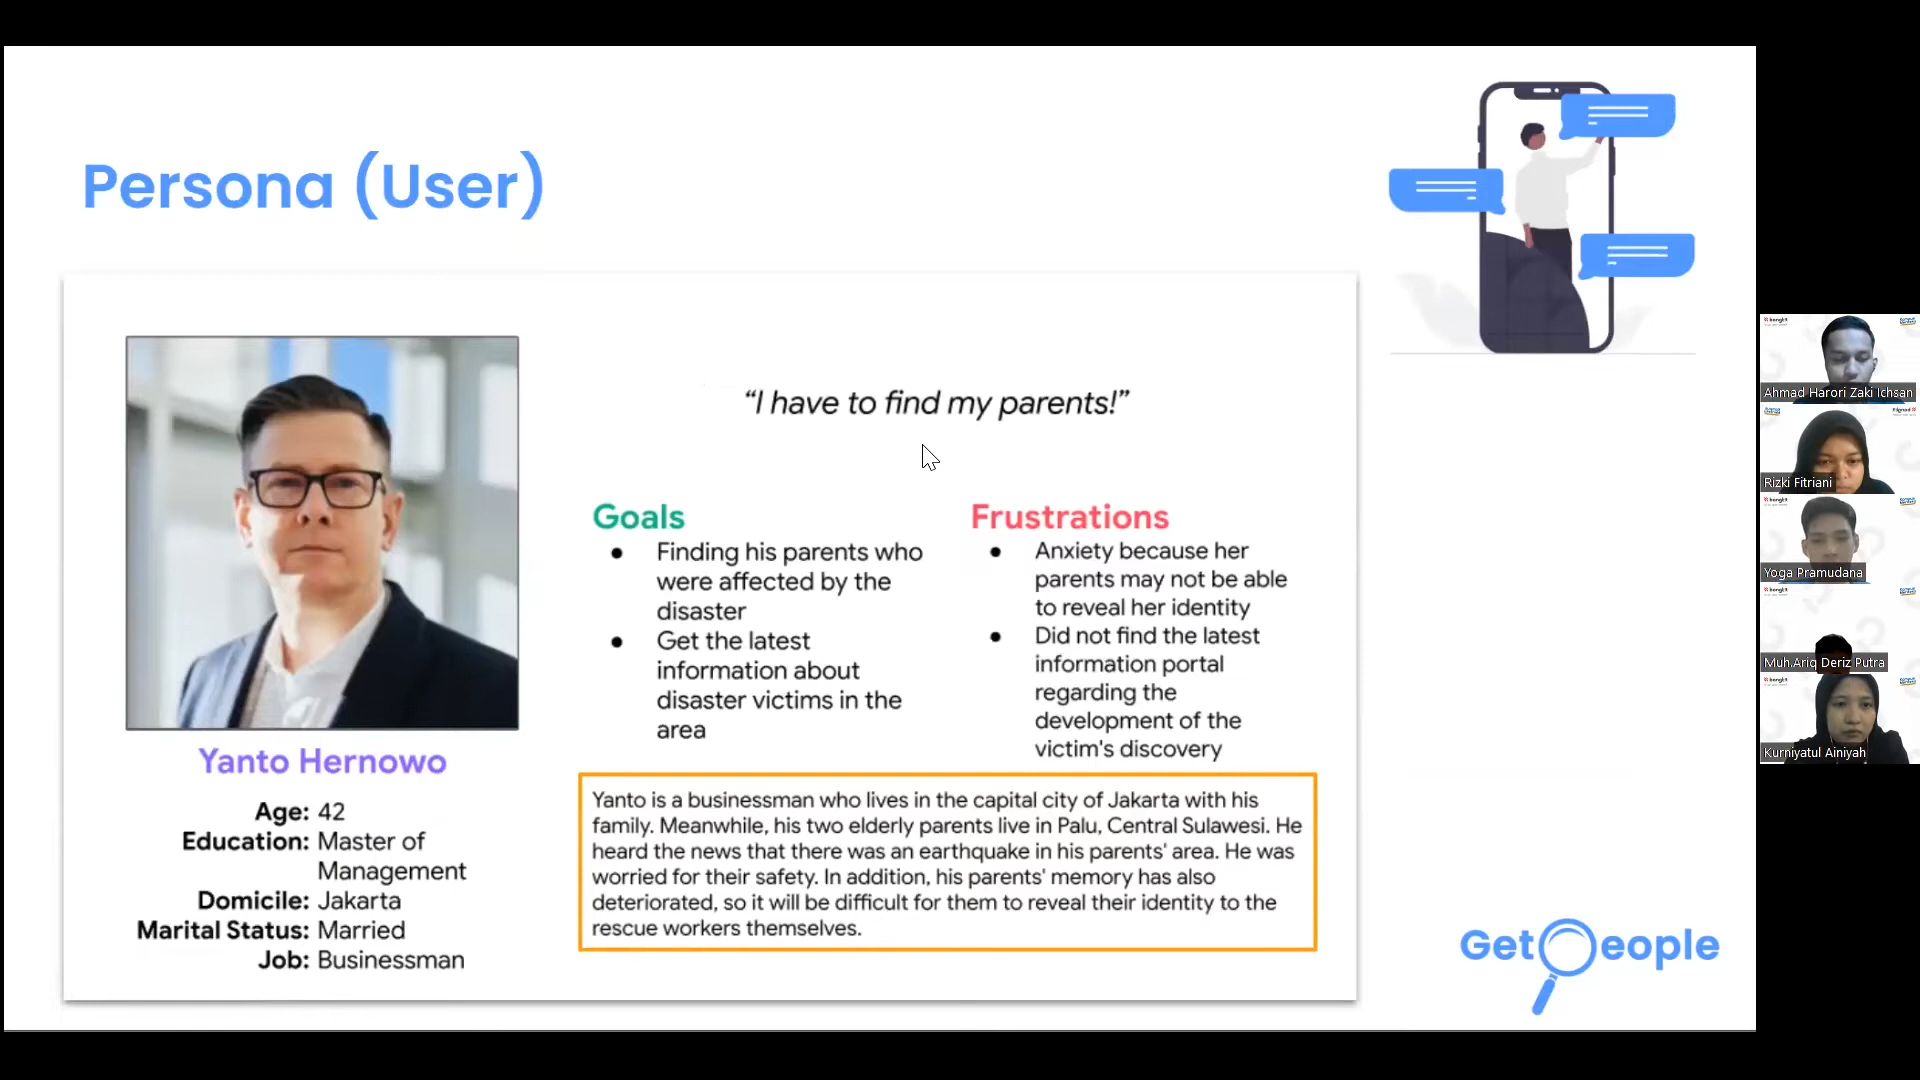 Persona (User)
“I have to find my parents!”
Goals
● Finding his parents who
were affected by the
disaster
● Get the latest
information about
disaster victims in the
area
Frustrations
● Anxiety because her
parents may not be able
to reveal her identity
● Did not find the latest
information portal
regarding the
development of the
victim's discovery
Yanto Hernowo
Age: 42
Education: Master of
Management
Domicile: Jakarta
Marital Status: Married
Job: Businessman
Yanto is a businessman who lives in the capital city of Jakarta with his
family. Meanwhile, his two elderly parents live in Palu, Central Sulawesi. He
heard the news that there was an earthquake in his parents' area. He was
worried for their safety. In addition, his parents' memory has also
deteriorated, so it will be difficult for them to reveal their identity to the
rescue workers themselves.
Get eople
bangkit
Ahmad Harori Zaki Ichsan
Rizki Fitriani
bangkit
Yoga Pramudana
bangkit
Muh.Ariq Deriz Putra
bangkit
Kurniyatul Ainiyah